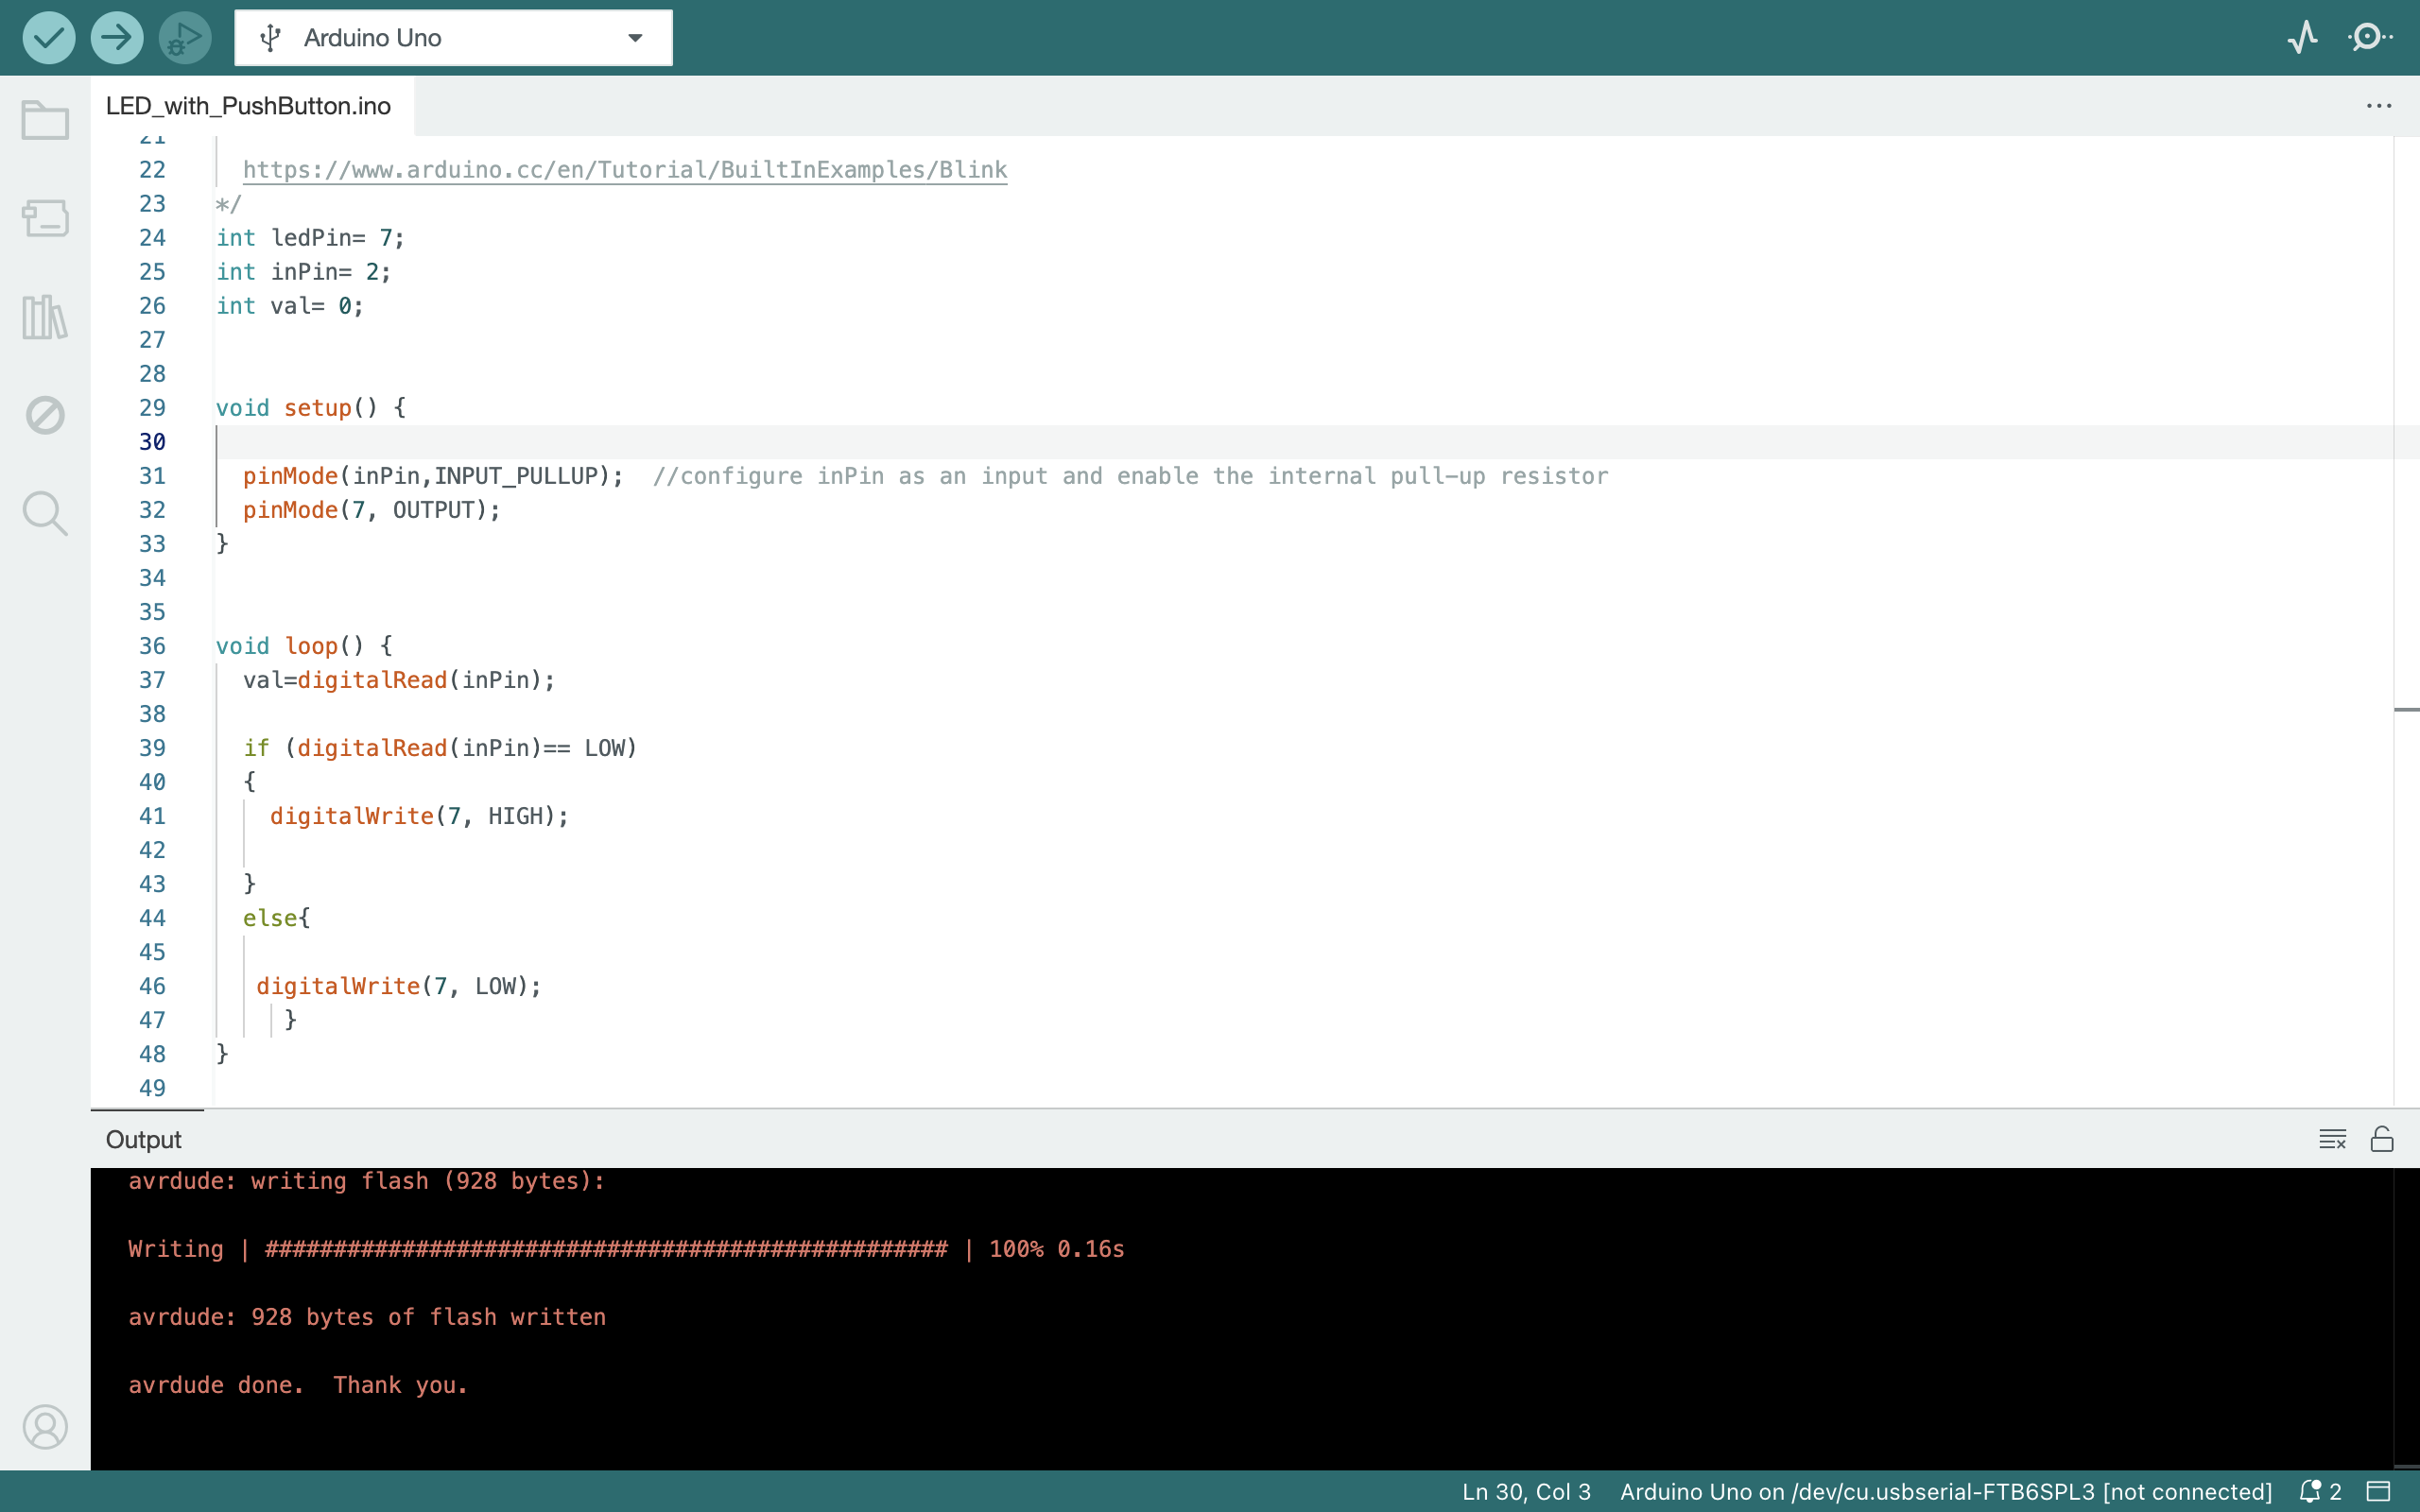 Arduino Uno
LED_with_PushButton.ino
21
22 https://www.arduino.cc/en/Tutorial/BuiltInExamples/Blink
23 */
24 int ledPin= 7;
25 int inPin= 2;
26 int val= 0;
27
28
29 void setup() {
30
31 pinMode(inPin,INPUT_PULLUP); //configure inPin as an input and enable the internal pull-up resistor
32 pinMode(7, OUTPUT);
33 }
34
35
36 void loop() {
37 val=digitalRead(inPin);
38
39 if (digitalRead(inPin)== LOW)
40 {
41 digitalWrite(7, HIGH);
42
43 }
44 else{
45
46 digitalWrite(7, LOW);
47 }
48 }
49
Output
avrdude: writing flash (928 bytes):
Writing | ################################################## | 100% 0.16s
avrdude: 928 bytes of flash written
avrdude done.  Thank you.
Ln 30, Col 3 Arduino Uno on /dev/cu.usbserial-FTB6SPL3 [not connected] 2